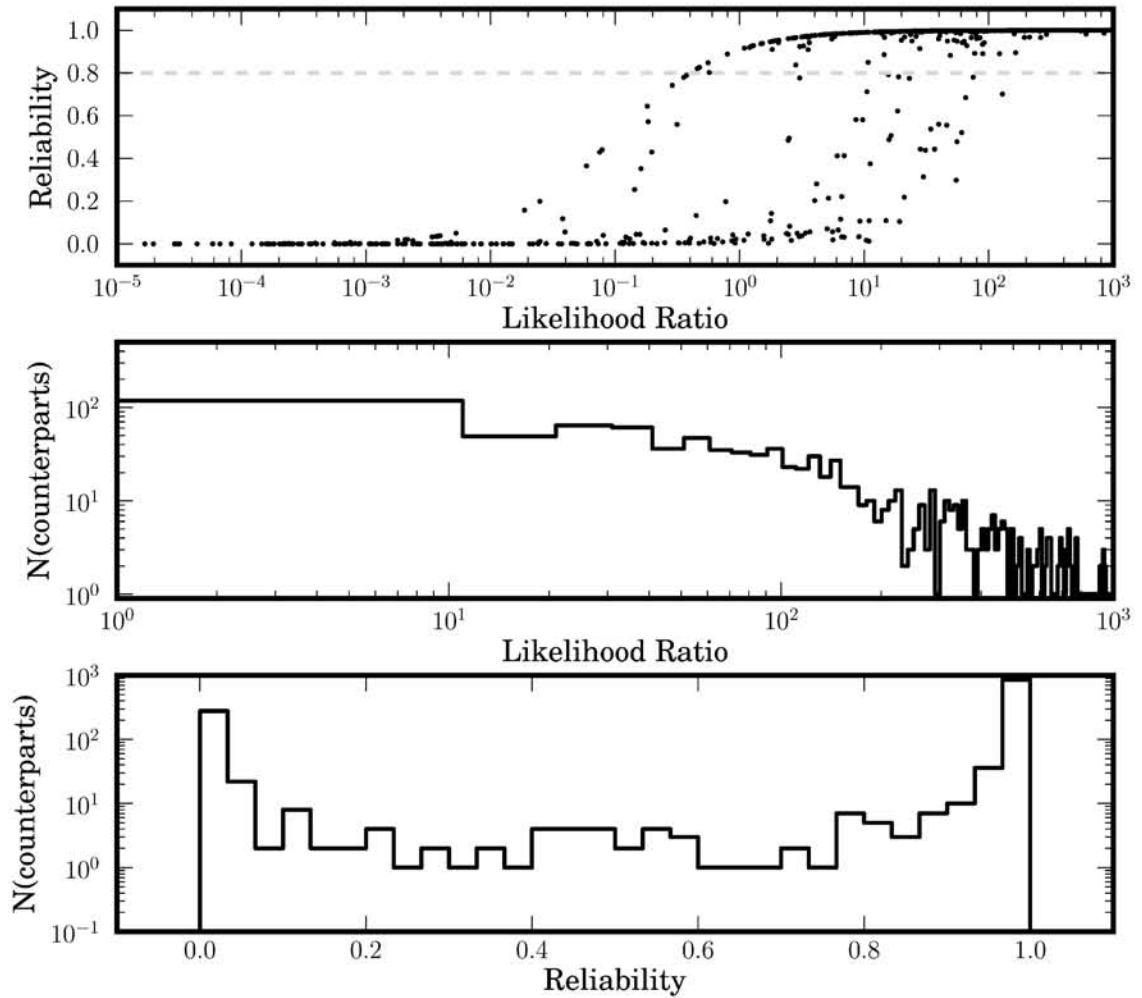 1.0
0.8
0.6
0.4
0.2
0.0
Reliability
10⁻⁵ 10⁻⁴ 10⁻³ 10⁻² 10⁻¹ 10⁰ 10¹ 10² 10³
Likelihood Ratio
10²
10¹
10⁰
N(counterparts)
10⁰ 10¹ 10² 10³
Likelihood Ratio
10³
10²
10¹
10⁰
10⁻¹
N(counterparts)
0.0 0.2 0.4 0.6 0.8 1.0
Reliability